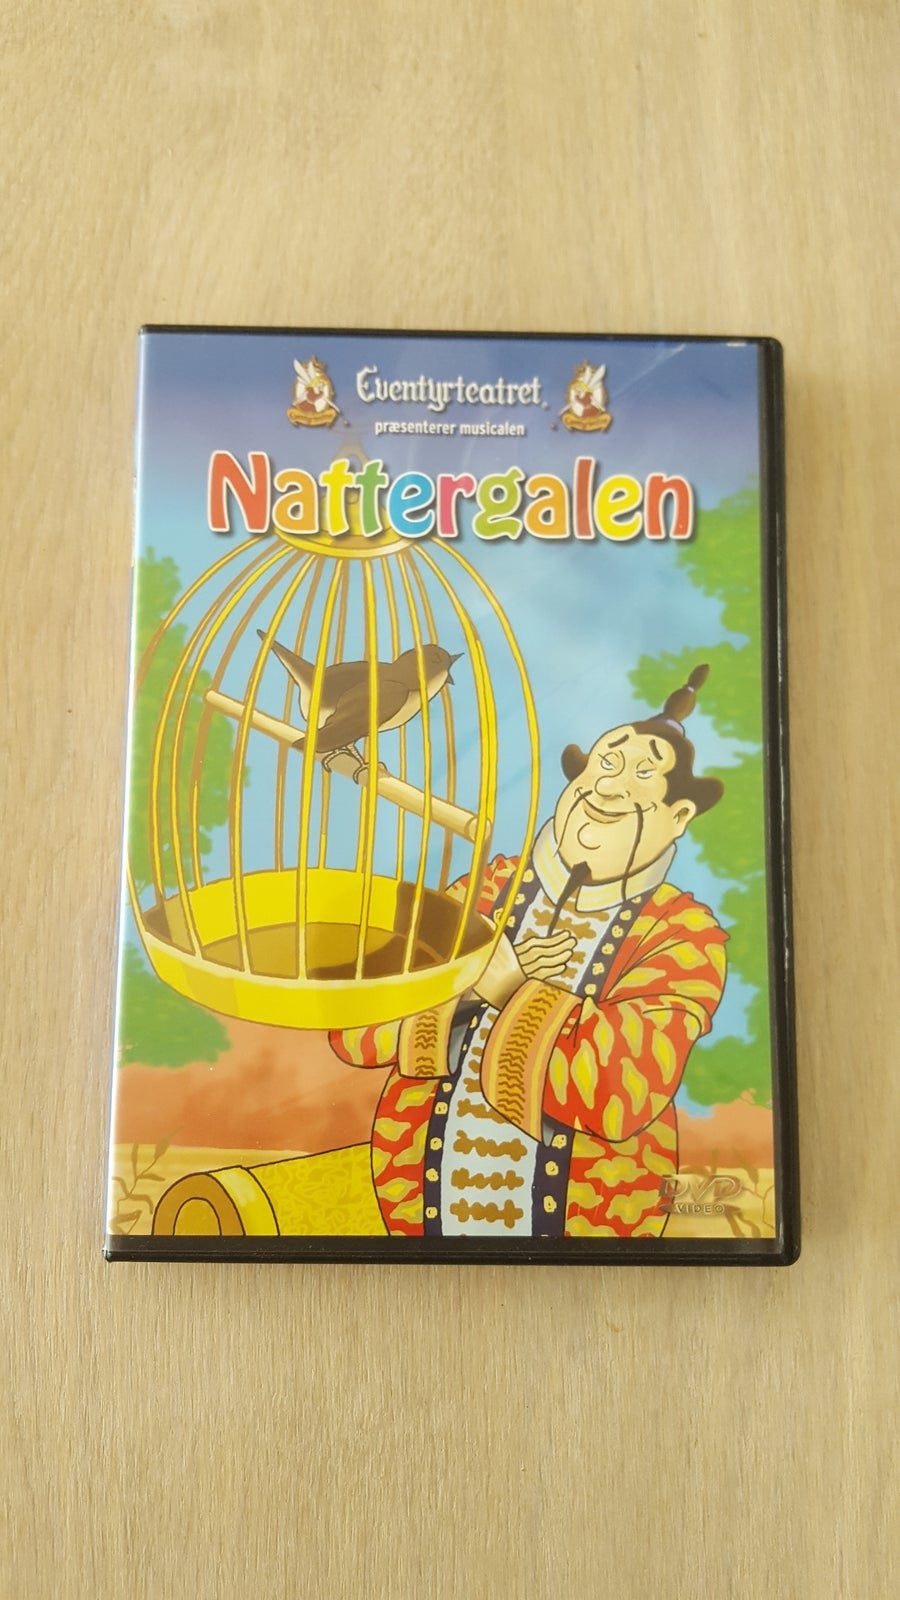 Eventyrteatret
præsenterer musicalen
Nattergalen
DVD
VIDEO